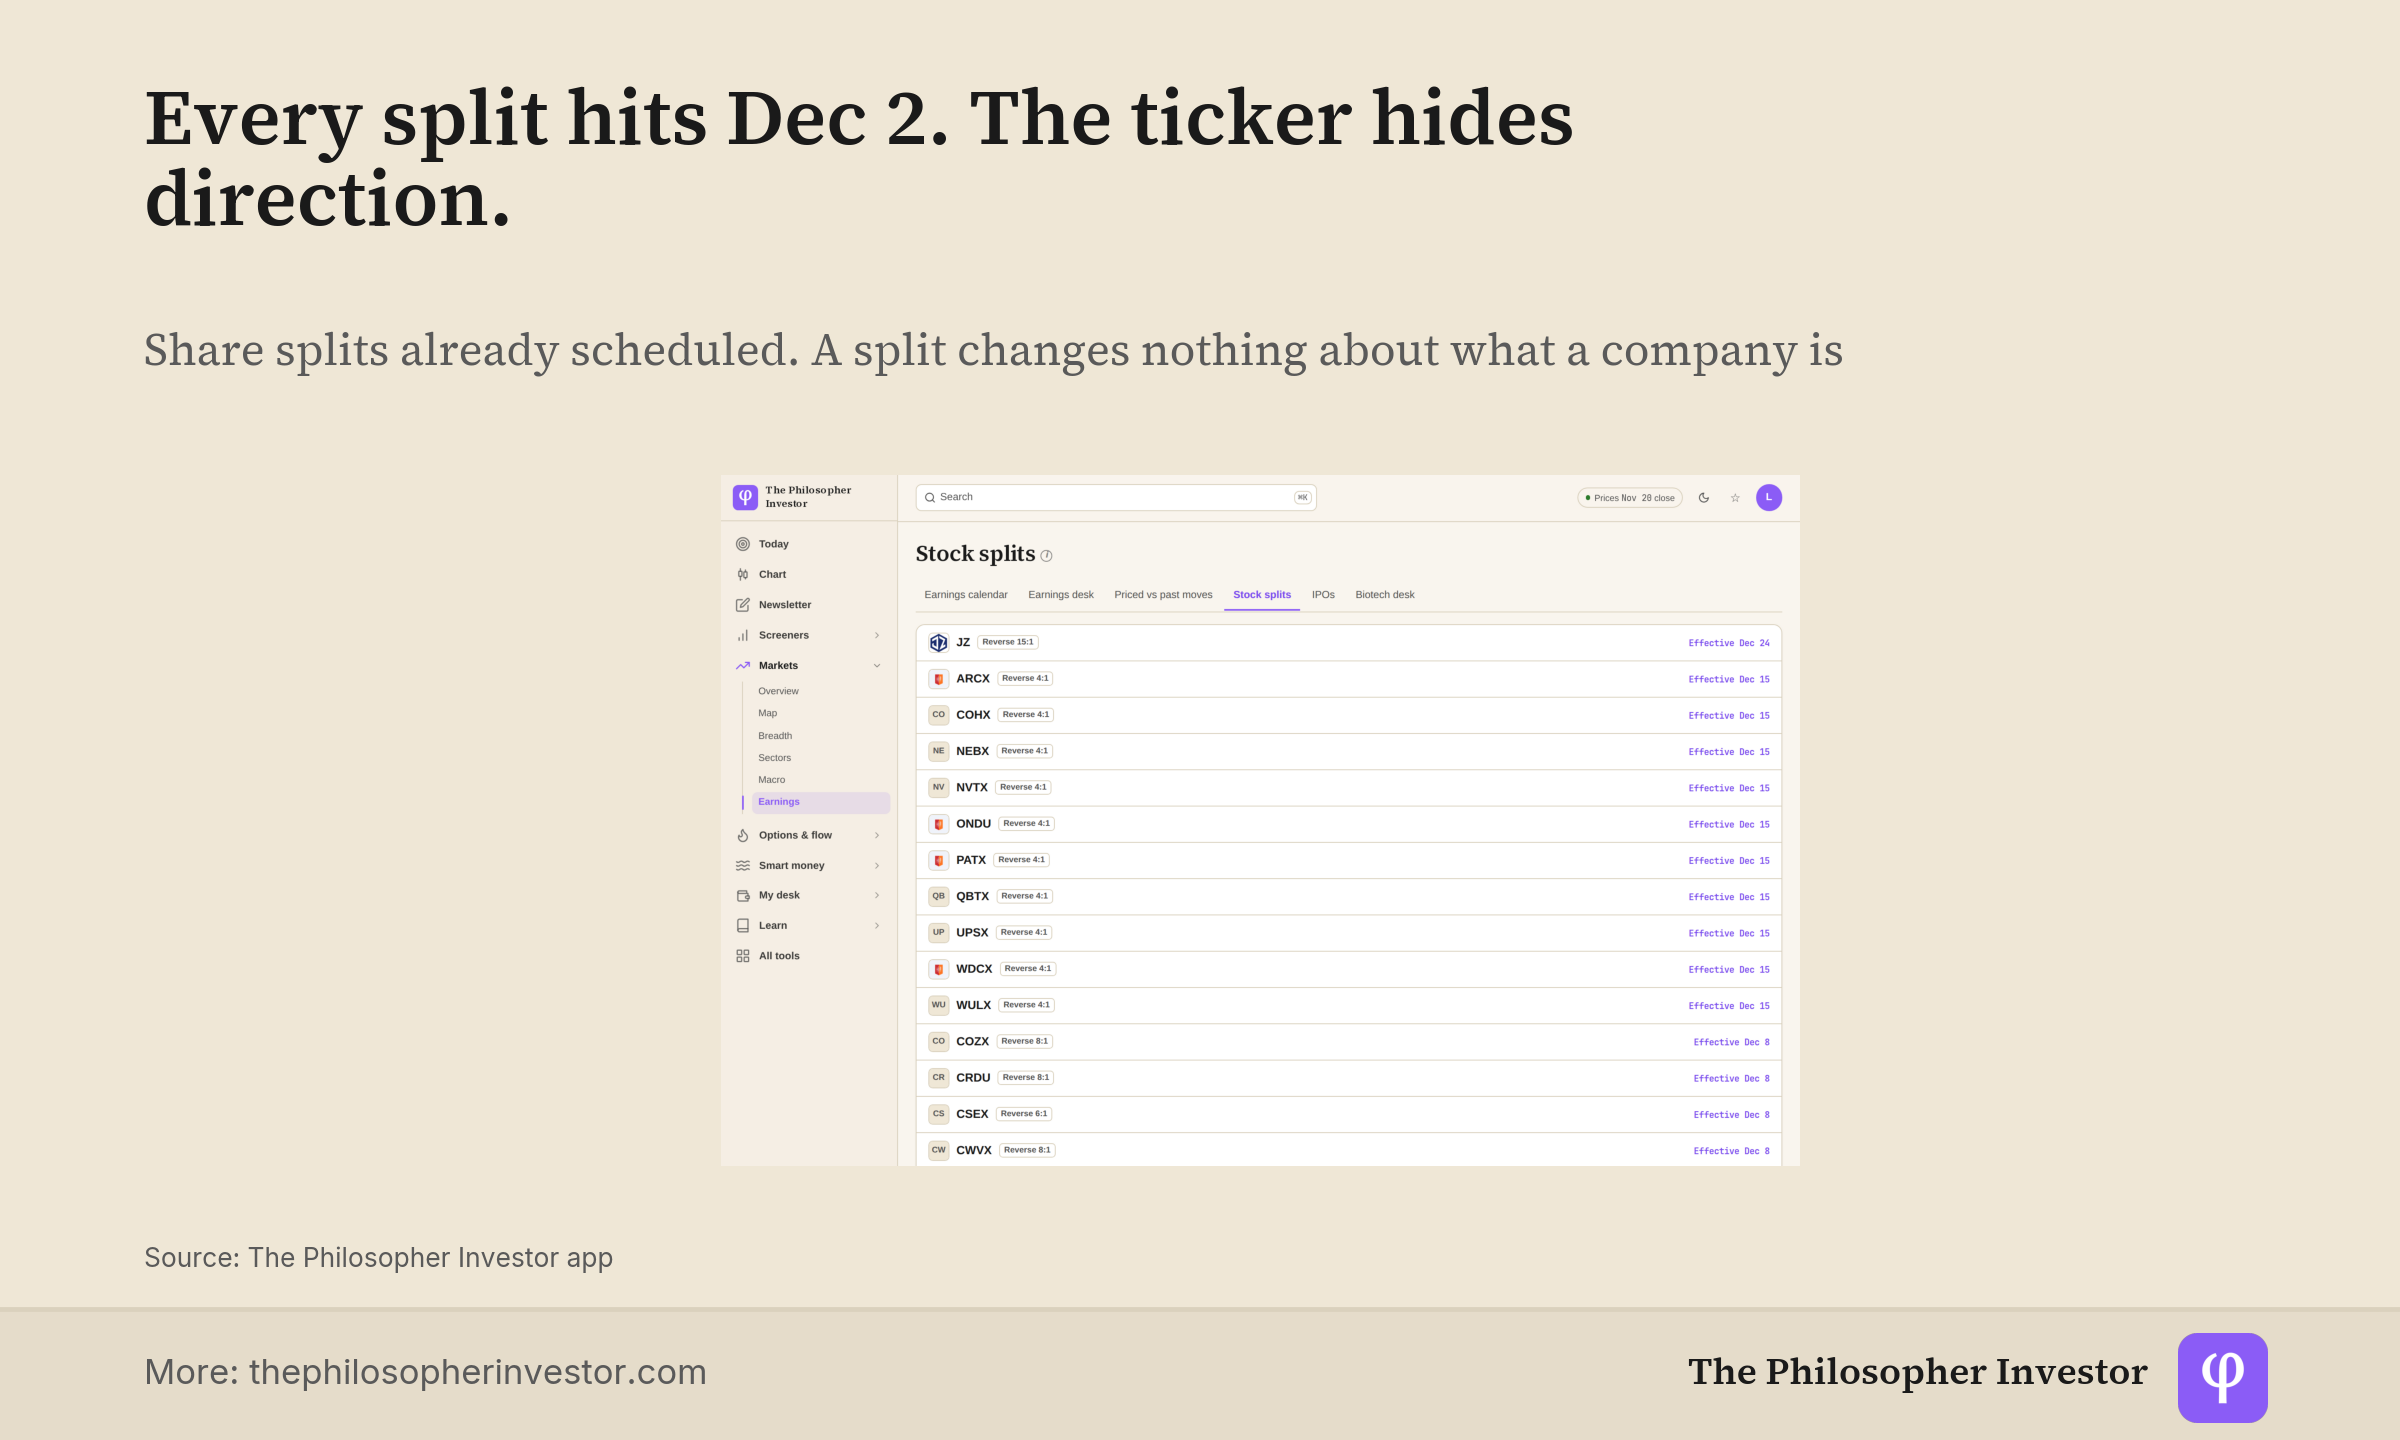 Every split hits Dec 2. The ticker hides
direction.
Share splits already scheduled. A split changes nothing about what a company is
φ
The Philosopher
Investor
Search
⌘K
Prices Nov 20 close
L
Today
Chart
Newsletter
Screeners
Markets
Overview
Map
Breadth
Sectors
Macro
Earnings
Options & flow
Smart money
My desk
Learn
All tools
Stock splits
Earnings calendar Earnings desk Priced vs past moves Stock splits IPOs Biotech desk
JZ JZ Reverse 15:1 Effective Dec 24
ARCX Reverse 4:1 Effective Dec 15
CO COHX Reverse 4:1 Effective Dec 15
NE NEBX Reverse 4:1 Effective Dec 15
NV NVTX Reverse 4:1 Effective Dec 15
ONDU Reverse 4:1 Effective Dec 15
PATX Reverse 4:1 Effective Dec 15
QB QBTX Reverse 4:1 Effective Dec 15
UP UPSX Reverse 4:1 Effective Dec 15
WDCX Reverse 4:1 Effective Dec 15
WU WULX Reverse 4:1 Effective Dec 15
CO COZX Reverse 8:1 Effective Dec 8
CR CRDU Reverse 8:1 Effective Dec 8
CS CSEX Reverse 6:1 Effective Dec 8
CW CWVX Reverse 8:1 Effective Dec 8
Source: The Philosopher Investor app
More: thephilosopherinvestor.com
The Philosopher Investor
φ